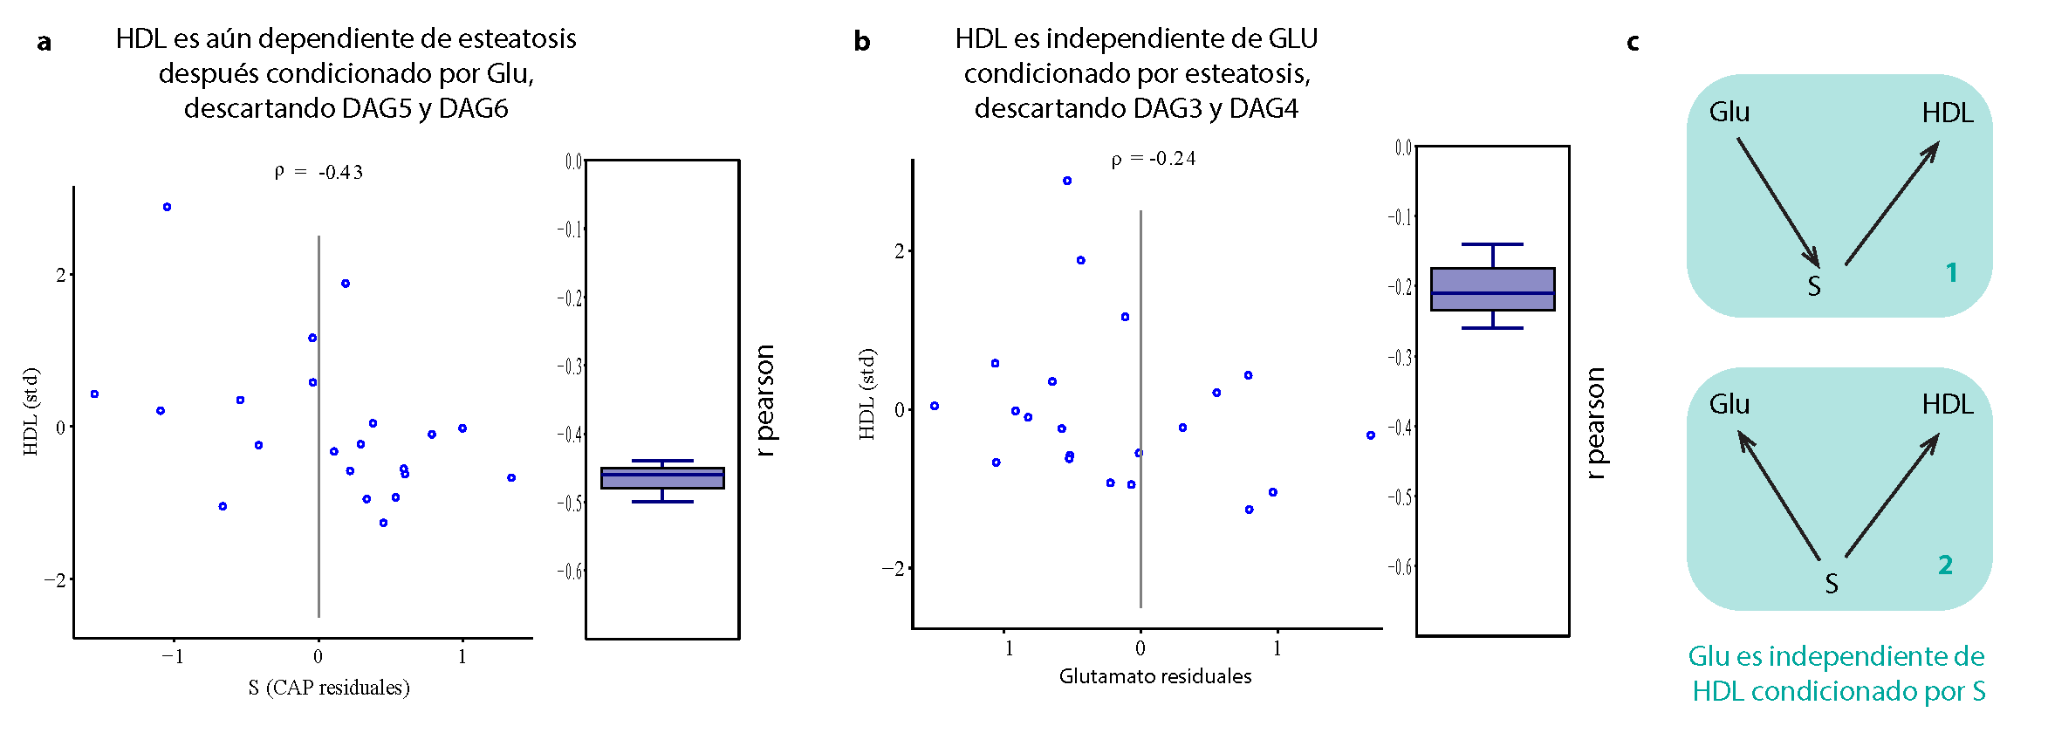 a
HDL es aún dependiente de esteatosis
después condicionado por Glu,
descartando DAG5 y DAG6
ρ = -0.43
HDL (std)
2
0
−2
−1
0
1
S (CAP residuales)
0.0
−0.1
−0.2
−0.3
−0.4
−0.5
−0.6
r pearson
b
HDL es independiente de GLU
condicionado por esteatosis,
descartando DAG3 y DAG4
ρ = -0.24
HDL (std)
2
0
−2
1
0
1
Glutamato residuales
0.0
−0.1
−0.2
−0.3
−0.4
−0.5
−0.6
r pearson
c
Glu
HDL
S
1
Glu
HDL
S
2
Glu es independiente de
HDL condicionado por S